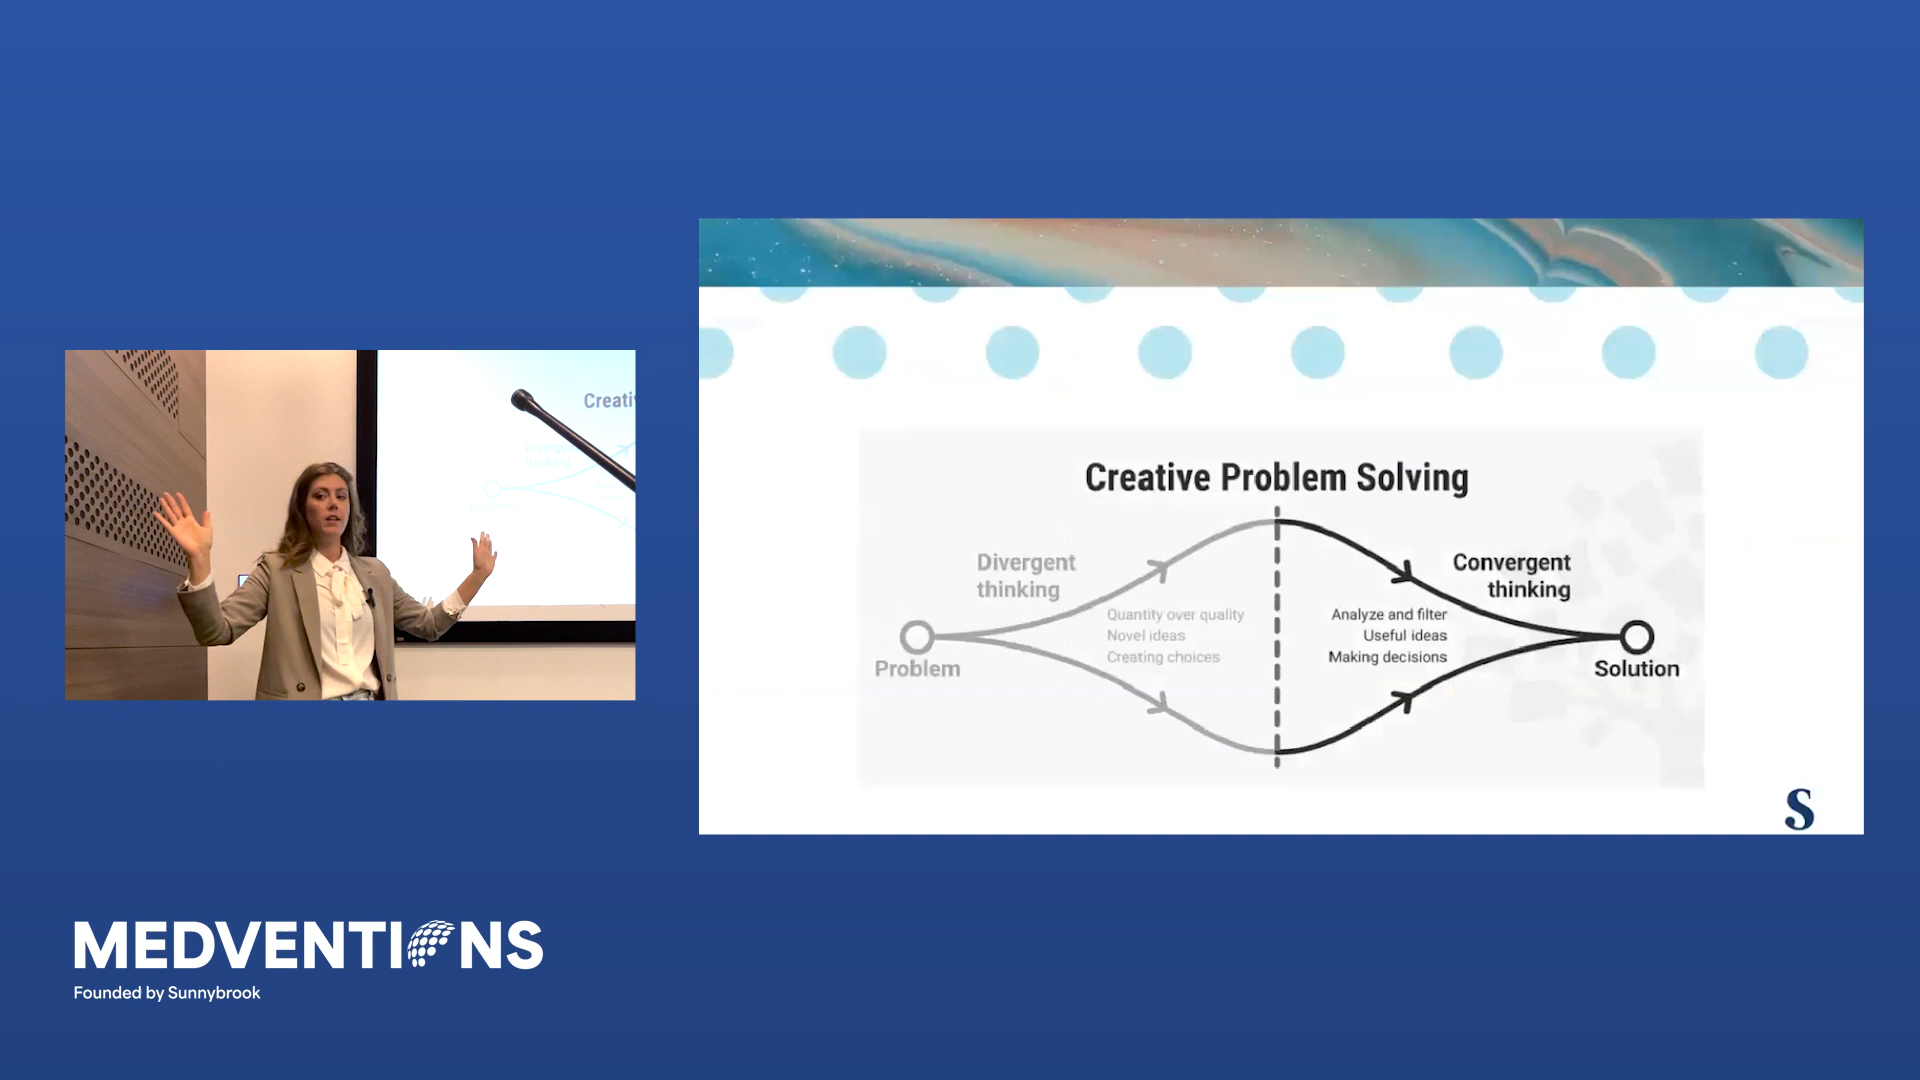 Creati
Creative Problem Solving
Divergent
thinking
Quantity over quality
Novel ideas
Creating choices
Problem
Convergent
thinking
Analyze and filter
Useful ideas
Making decisions
Solution
S
MEDVENTIONS
Founded by Sunnybrook